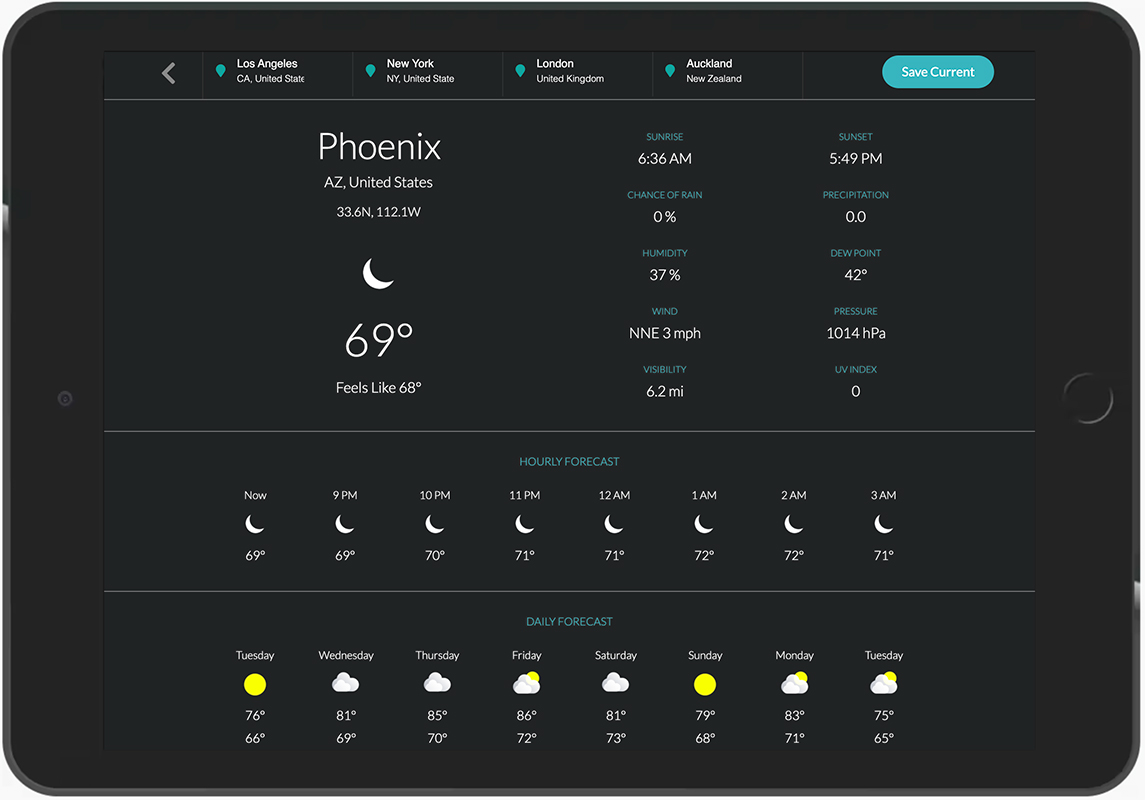 Los Angeles
CA, United State
New York
NY, United State
London
United Kingdom
Auckland
New Zealand
Save Current
Phoenix
AZ, United States
33.6N, 112.1W
69°
Feels Like 68°
SUNRISE SUNSET
6:36 AM 5:49 PM
CHANCE OF RAIN PRECIPITATION
0 % 0.0
HUMIDITY DEW POINT
37 % 42°
WIND PRESSURE
NNE 3 mph 1014 hPa
VISIBILITY UV INDEX
6.2 mi 0
HOURLY FORECAST
Now 9 PM 10 PM 11 PM 12 AM 1 AM 2 AM 3 AM
69° 69° 70° 71° 71° 72° 72° 71°
DAILY FORECAST
Tuesday Wednesday Thursday Friday Saturday Sunday Monday Tuesday
76° 81° 85° 86° 81° 79° 83° 75°
66° 69° 70° 72° 73° 68° 71° 65°